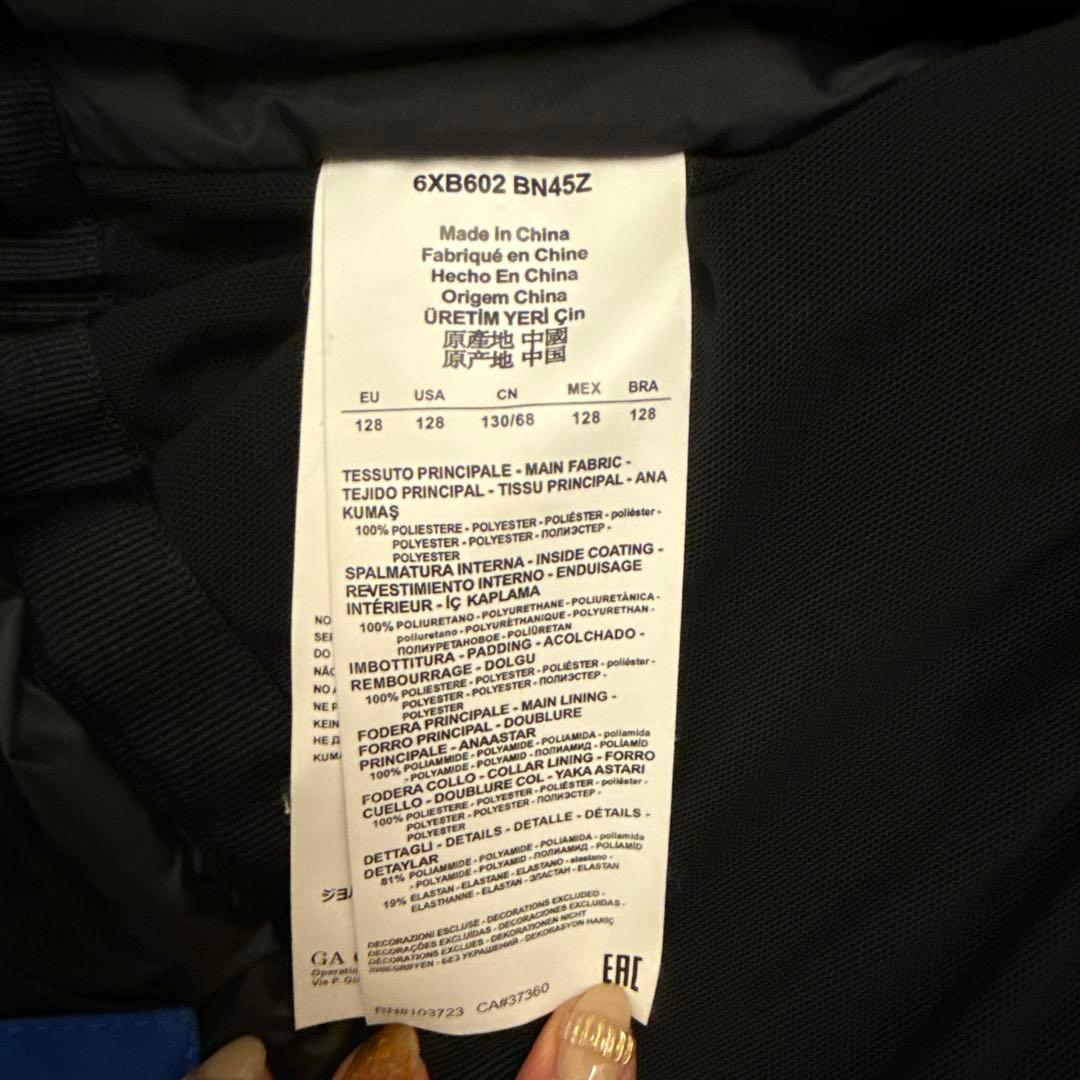 6XB602 BN45Z
Made in China
Fabriqué en Chine
Hecho En China
Origem China
ÜRETİM YERİ Çin
原產地 中國
原产地 中国
EU USA CN MEX BRA
128 128 130/68 128 128
TESSUTO PRINCIPALE - MAIN FABRIC -
TEJIDO PRINCIPAL - TISSU PRINCIPAL - ANA
KUMAŞ
100% POLIESTERE - POLYESTER - POLIÉSTER - poliéster -
POLYESTER - POLYESTER - ПОЛИЭСТЕР -
POLYESTER
SPALMATURA INTERNA - INSIDE COATING -
REVESTIMIENTO INTERNO - ENDUISAGE
INTÉRIEUR - İÇ KAPLAMA
100% POLIURETANO - POLYURETHANE - POLIURETÂNICA -
poliuretano - POLYURÉTHANIQUE - POLYURETHAN -
ПОЛИУРЕТАНОВОЕ - POLİÜRETAN
IMBOTTITURA - PADDING - ACOLCHADO -
REMBOURRAGE - DOLGU
100% POLIESTERE - POLYESTER - POLIÉSTER - poliéster -
POLYESTER - POLYESTER - ПОЛИЭСТЕР -
POLYESTER
FODERA PRINCIPALE - MAIN LINING -
FORRO PRINCIPAL - DOUBLURE
PRINCIPALE - ANAASTAR
100% POLIAMMIDE - POLYAMIDE - POLIAMIDA - poliamida
- POLYAMIDE - POLYAMID - ПОЛИАМИД - POLİAMİD
FODERA COLLO - COLLAR LINING - FORRO
CUELLO - DOUBLURE COL - YAKA ASTARI
100% POLIESTERE - POLYESTER - POLIÉSTER - poliéster -
POLYESTER - POLYESTER - ПОЛИЭСТЕР -
POLYESTER
DETTAGLI - DETAILS - DETALLE - DÉTAILS -
DETAYLAR
81% POLIAMMIDE - POLYAMIDE - POLIAMIDA - poliamida
- POLYAMIDE - POLYAMID - ПОЛИАМИД - POLİAMİD
19% ELASTAN - ELASTANE - ELASTANO - elastano -
ELASTHANNE - ELASTAN - ЭЛАСТАН - ELASTAN
DECORAZIONI ESCLUSE - DECORATIONS EXCLUDED -
DECORAÇÕES EXCLUÍDAS - DECORACIONES EXCLUIDAS -
DÉCORATIONS EXCLUES - DEKORATIONEN NICHT
INBEGRIFFEN - БЕЗ УКРАШЕНИЙ - DEKORASYON HARİÇ
EAC
RN#103723 CA#37360
NO
DO
KEIN
НЕ Д
GA